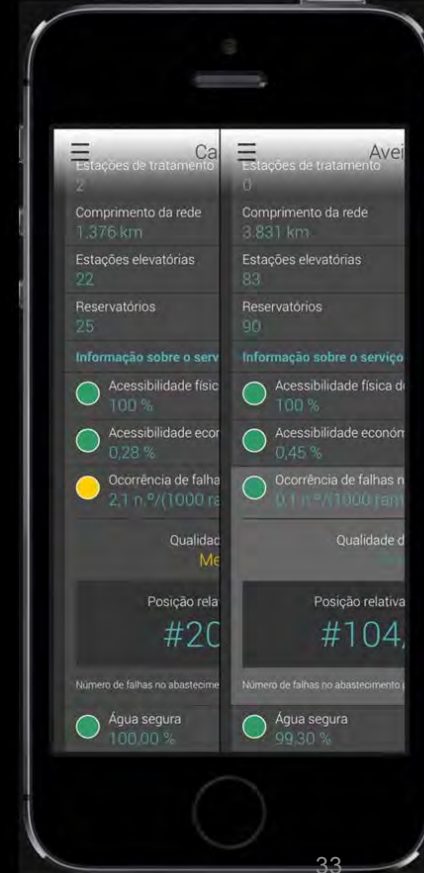 Ca
Estações de tratamento
2
Comprimento da rede
1.376 km
Estações elevatórias
22
Reservatórios
25
Informação sobre o serv
Acessibilidade físic
100 %
Acessibilidade econ
0,28 %
Ocorrência de falha
2,1 n.º/(1000 ra
Qualidad
Me
Posição rela
#20
Número de falhas no abastecime
Água segura
100,00 %
Avei
Estações de tratamento
0
Comprimento da rede
3.831 km
Estações elevatórias
83
Reservatórios
90
Informação sobre o serviço
Acessibilidade física d
100 %
Acessibilidade económ
0,45 %
Ocorrência de falhas n
0,1 n.º/(1000 ram
Qualidade d
Posição relativa
#104,
Número de falhas no abastecimento
Água segura
99,30 %
33